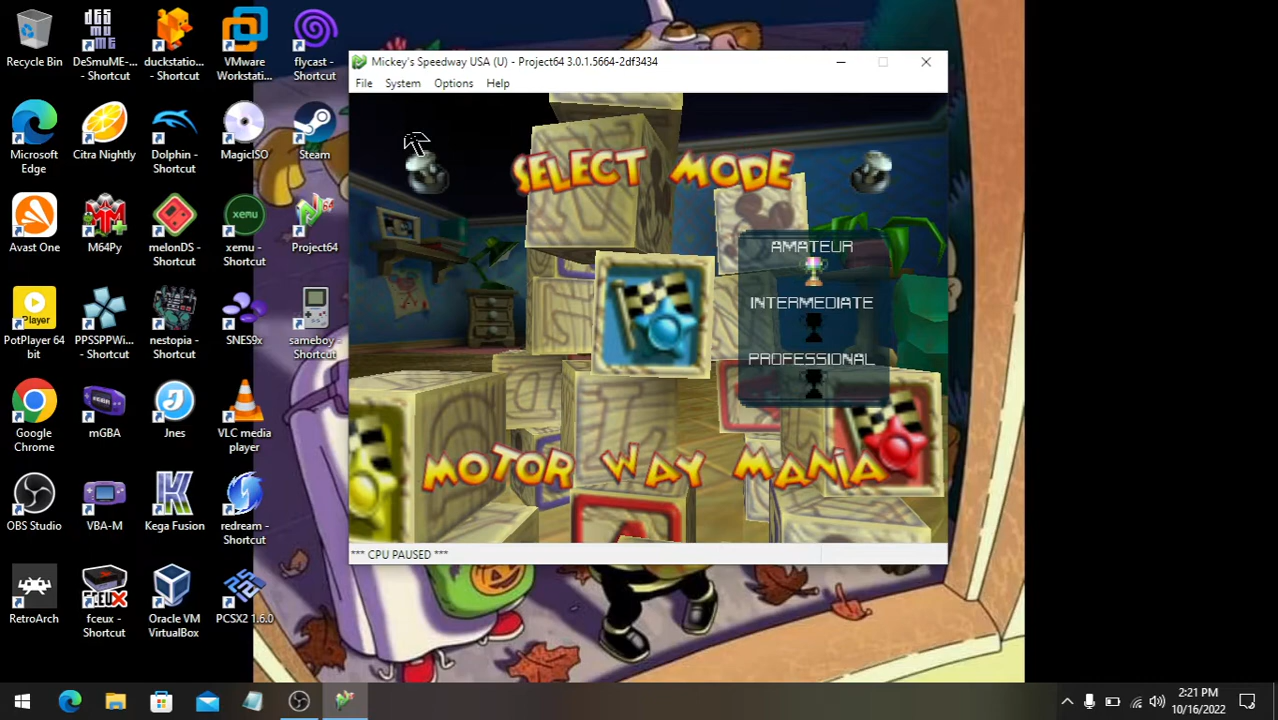 Recycle Bin
DeSmuME-...
- Shortcut
duckstation...
- Shortcut
VMware
Workstati...
flycast -
Shortcut
Microsoft
Edge
Citra Nightly
Dolphin -
Shortcut
MagicISO
Steam
Avast One
M64Py
melonDS -
Shortcut
xemu
xemu -
Shortcut
Project64
Player
PotPlayer 64
bit
PPSSPPWi...
- Shortcut
nestopia -
Shortcut
SNES9x
sameboy -
Shortcut
Google
Chrome
mGBA
Jnes
VLC media
player
OBS Studio
VBA-M
Kega Fusion
redream -
Shortcut
RetroArch
FCEUX
fceux -
Shortcut
Oracle VM
VirtualBox
PCSX2 1.6.0
Mickey's Speedway USA (U) - Project64 3.0.1.5664-2df3434
File System Options Help
SELECT MODE
AMATEUR
INTERMEDIATE
PROFESSIONAL
MOTOR WAY MANIA
*** CPU PAUSED ***
2:21 PM
10/16/2022